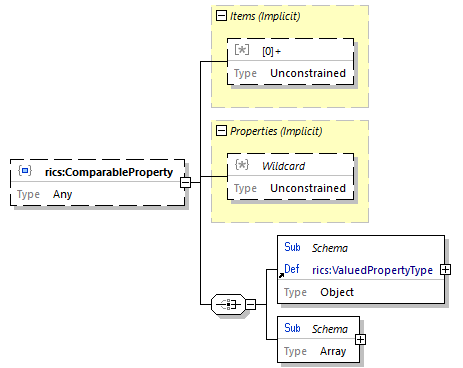 Items (Implicit)
[*] [0]+
Type Unconstrained
Properties (Implicit)
{*} Wildcard
Type Unconstrained
rics:ComparableProperty
Type Any
Sub Schema
Def rics:ValuedPropertyType
Type Object
Sub Schema
Type Array